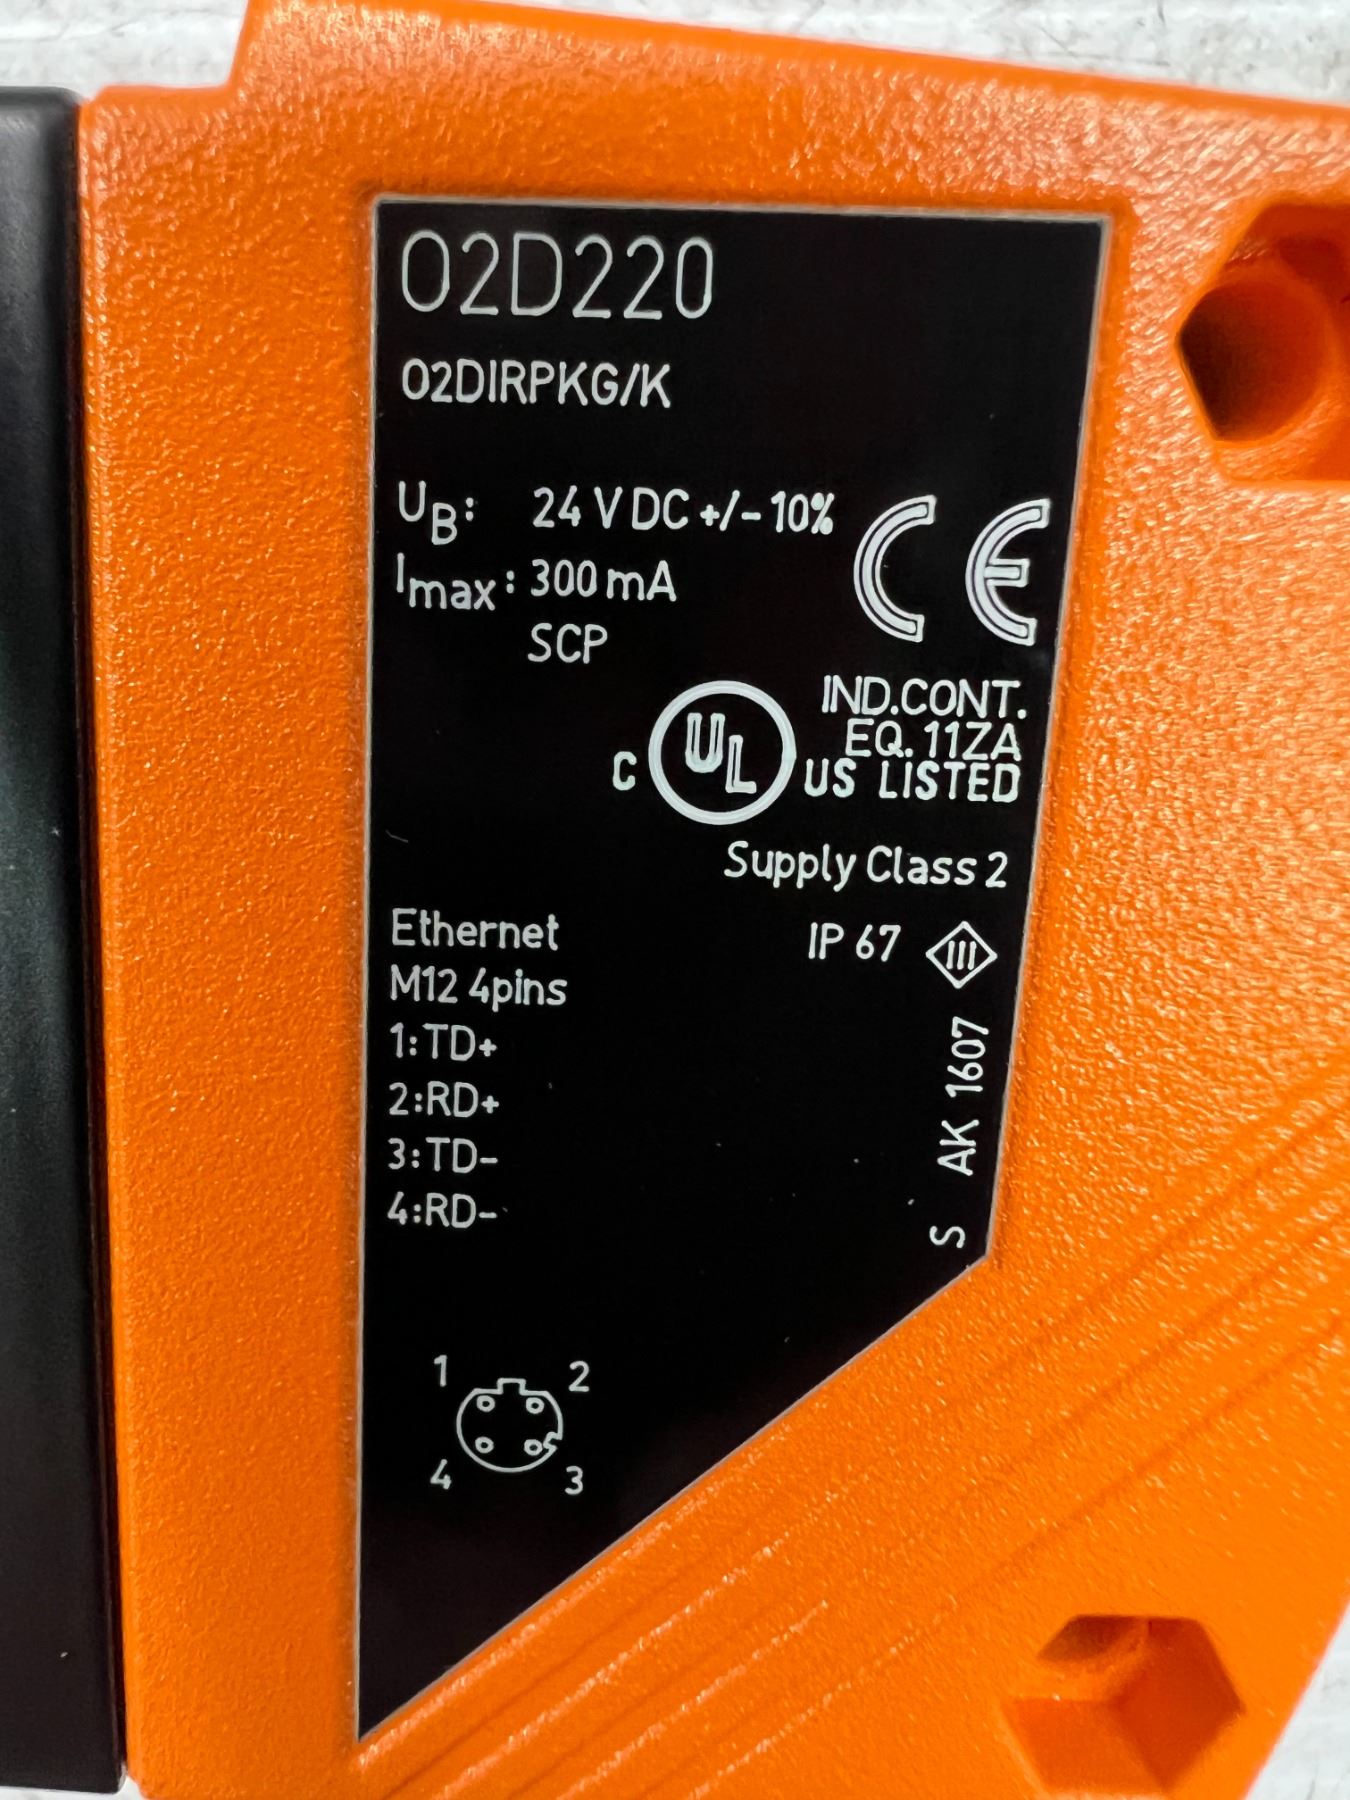 O2D220
O2DIRPKG/K
UB: 24 V DC +/- 10%
Imax: 300 mA
SCP
CE
IND.CONT.
EQ. 11ZA
C UL US LISTED
Supply Class 2
Ethernet
IP 67 III
M12 4pins
1:TD+
2:RD+
3:TD-
4:RD-
S AK 1607
1 2
4 3